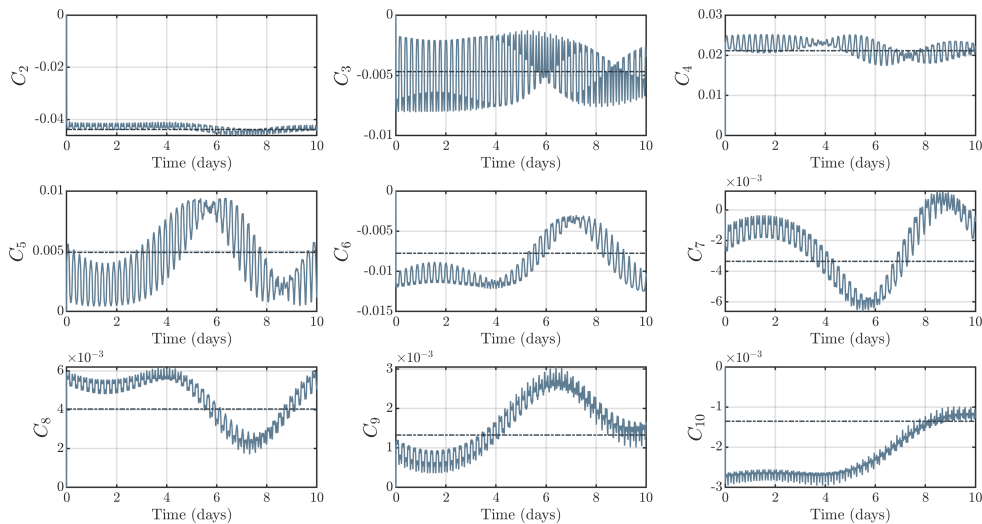 0
-0.02
-0.04
C2
0 2 4 6 8 10
Time (days)
0
-0.005
-0.01
C3
0 2 4 6 8 10
Time (days)
0.03
0.02
0.01
0
C4
0 2 4 6 8 10
Time (days)
0.01
0.005
0
C5
0 2 4 6 8 10
Time (days)
0
-0.005
-0.01
-0.015
C6
0 2 4 6 8 10
Time (days)
×10⁻³
0
-2
-4
-6
C7
0 2 4 6 8 10
Time (days)
×10⁻³
6
4
2
0
C8
0 2 4 6 8 10
Time (days)
×10⁻³
3
2
1
0
C9
0 2 4 6 8 10
Time (days)
×10⁻³
0
-1
-2
-3
C10
0 2 4 6 8 10
Time (days)